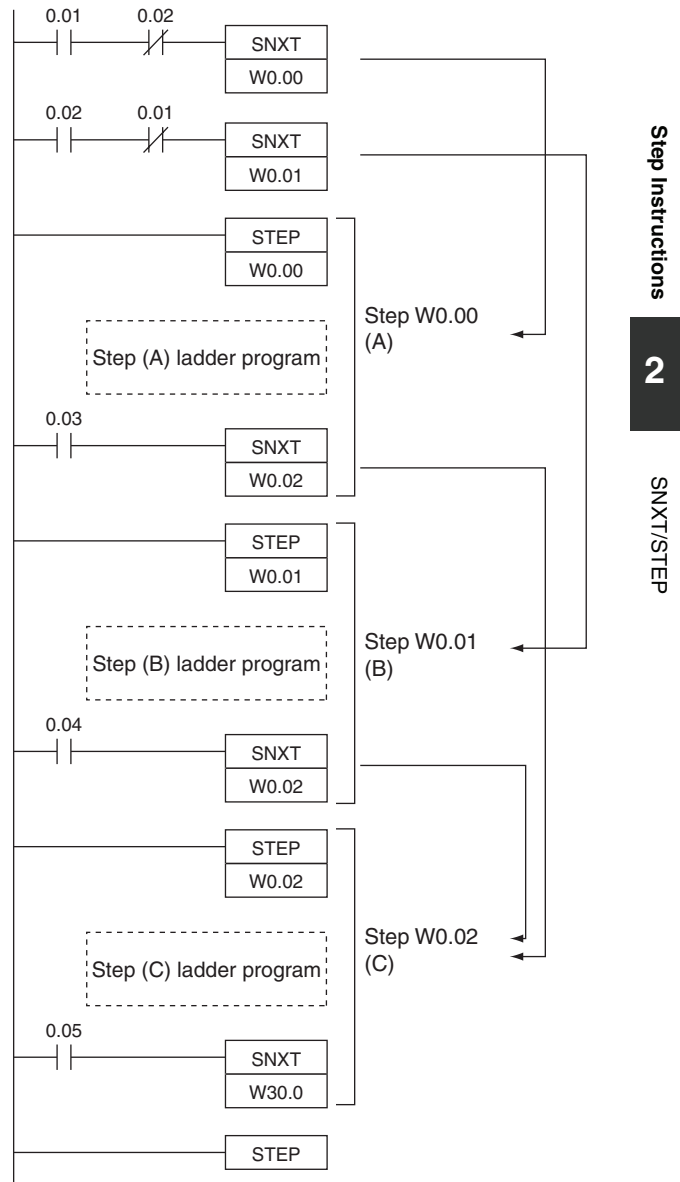 0.01 0.02
SNXT
W0.00
0.02 0.01
SNXT
W0.01
STEP
W0.00
Step W0.00
(A)
Step (A) ladder program
0.03
SNXT
W0.02
STEP
W0.01
Step W0.01
(B)
Step (B) ladder program
0.04
SNXT
W0.02
STEP
W0.02
Step W0.02
(C)
Step (C) ladder program
0.05
SNXT
W30.0
STEP
Step Instructions
2
SNXT/STEP